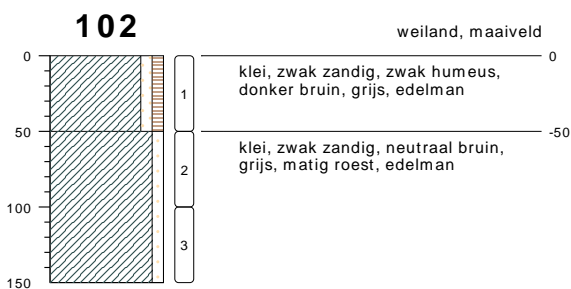 102
weiland, maaiveld
0
0
klei, zwak zandig, zwak humeus,
donker bruin, grijs, edelman
1
50
-50
klei, zwak zandig, neutraal bruin,
grijs, matig roest, edelman
2
100
3
150